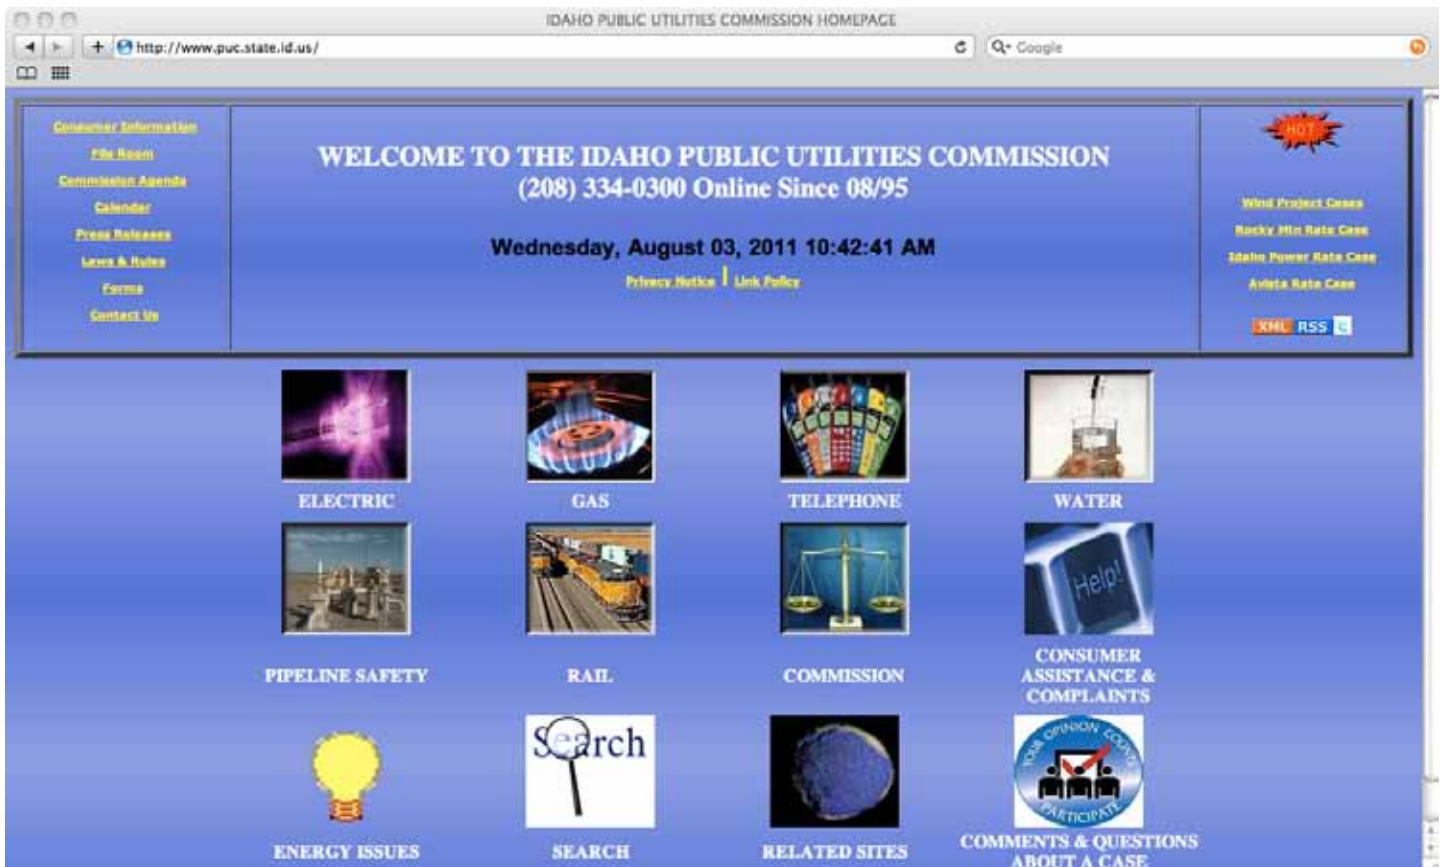 IDAHO PUBLIC UTILITIES COMMISSION HOMEPAGE
http://www.puc.state.id.us/
Google
Consumer Information
File Room
Commission Agenda
Calendar
Press Releases
Laws & Rules
Forms
Contact Us
WELCOME TO THE IDAHO PUBLIC UTILITIES COMMISSION
(208) 334-0300 Online Since 08/95
Wednesday, August 03, 2011 10:42:41 AM
Privacy Notice | Link Policy
HOT
Wind Project Cases
Rocky Mtn Rate Case
Idaho Power Rate Case
Avista Rate Case
XML RSS t
ELECTRIC
GAS
TELEPHONE
WATER
Help!
PIPELINE SAFETY
RAIL
COMMISSION
CONSUMER
ASSISTANCE &
COMPLAINTS
Search
YOUR OPINION COUNTS
PARTICIPATE
ENERGY ISSUES
SEARCH
RELATED SITES
COMMENTS & QUESTIONS
ABOUT A CASE